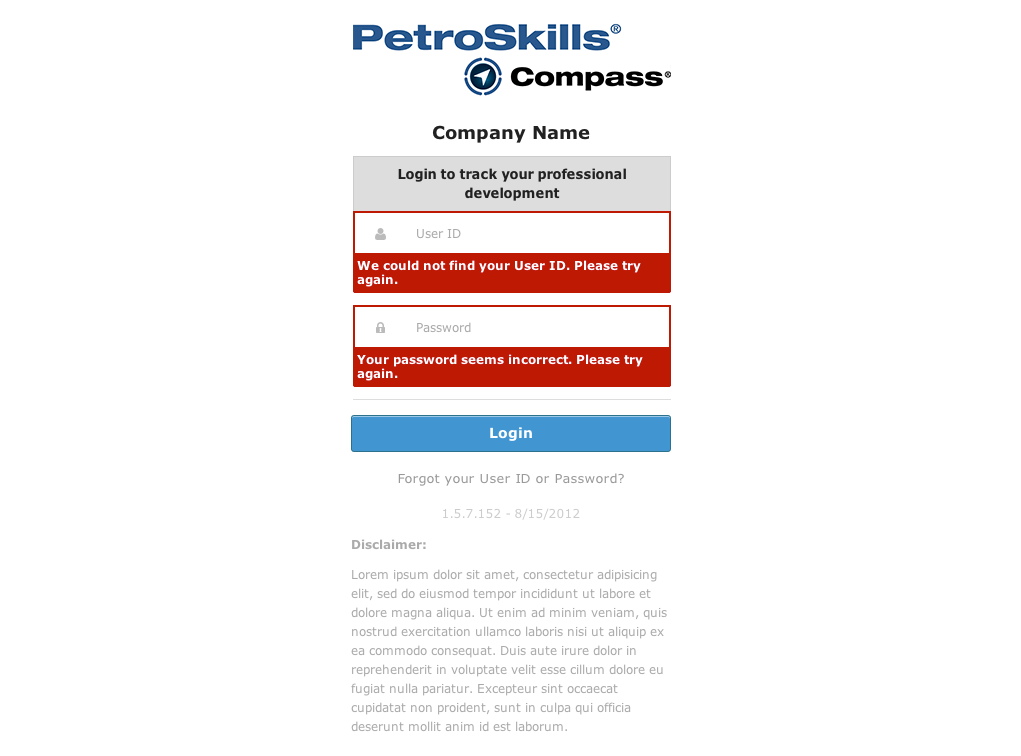 PetroSkills®
Compass®
Company Name
Login to track your professional
development
User ID
We could not find your User ID. Please try
again.
Password
Your password seems incorrect. Please try
again.
Login
Forgot your User ID or Password?
1.5.7.152 - 8/15/2012
Disclaimer:
Lorem ipsum dolor sit amet, consectetur adipisicing
elit, sed do eiusmod tempor incididunt ut labore et
dolore magna aliqua. Ut enim ad minim veniam, quis
nostrud exercitation ullamco laboris nisi ut aliquip ex
ea commodo consequat. Duis aute irure dolor in
reprehenderit in voluptate velit esse cillum dolore eu
fugiat nulla pariatur. Excepteur sint occaecat
cupidatat non proident, sunt in culpa qui officia
deserunt mollit anim id est laborum.